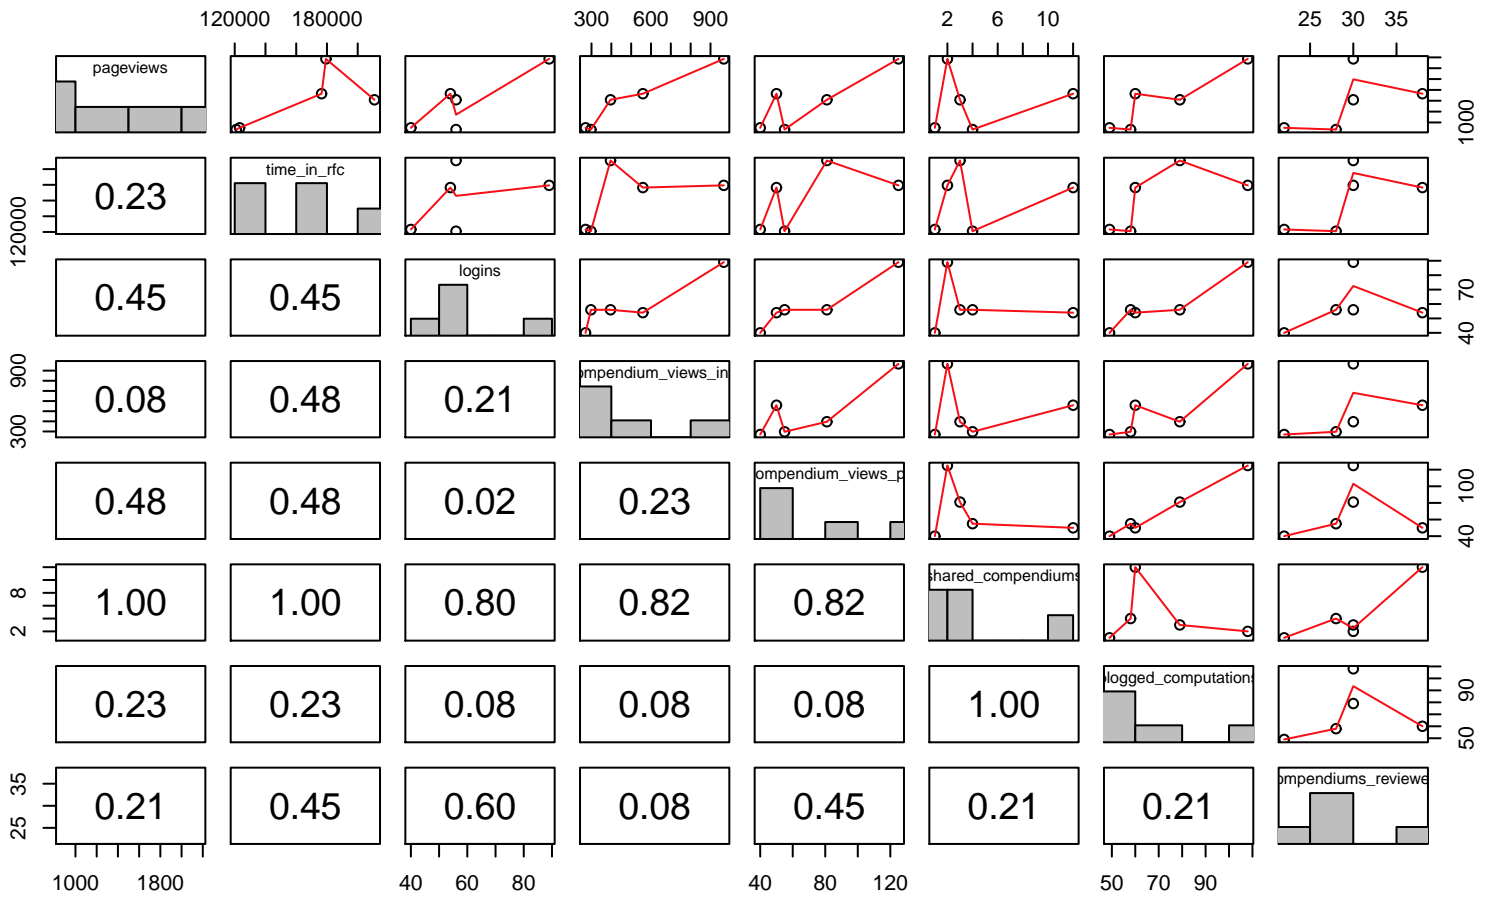 120000 180000 300 600 900 2 6 10 25 30 35
pageviews 1000
120000 0.23 time_in_rfc
0.45 0.45 logins 40 70
300 900 0.08 0.48 0.21 ompendium_views_in
0.48 0.48 0.02 0.23 ompendium_views_p 40 100
2 8 1.00 1.00 0.80 0.82 0.82 shared_compendiums
0.23 0.23 0.08 0.08 0.08 1.00 blogged_computations 50 90
25 35 0.21 0.45 0.60 0.08 0.45 0.21 0.21 ompendiums_reviewe
1000 1800 40 60 80 40 80 120 50 70 90